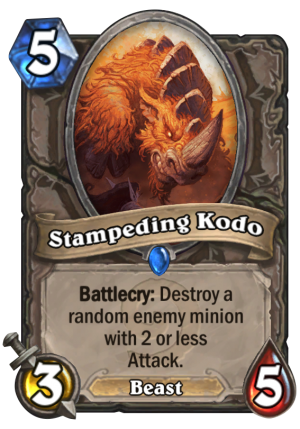 5
Stampeding Kodo
Battlecry: Destroy a
random enemy minion
with 2 or less
Attack.
3
Beast
5